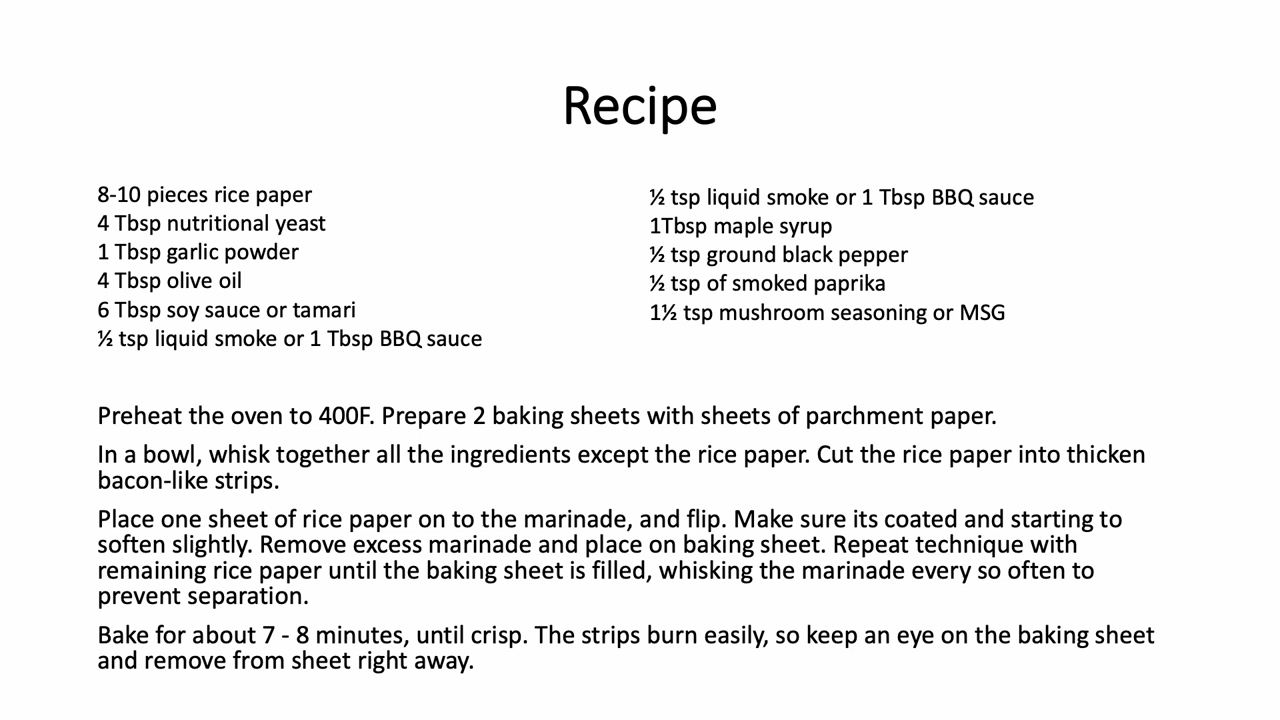 Recipe
8-10 pieces rice paper
4 Tbsp nutritional yeast
1 Tbsp garlic powder
4 Tbsp olive oil
6 Tbsp soy sauce or tamari
½ tsp liquid smoke or 1 Tbsp BBQ sauce
½ tsp liquid smoke or 1 Tbsp BBQ sauce
1Tbsp maple syrup
½ tsp ground black pepper
½ tsp of smoked paprika
1½ tsp mushroom seasoning or MSG
Preheat the oven to 400F. Prepare 2 baking sheets with sheets of parchment paper.
In a bowl, whisk together all the ingredients except the rice paper. Cut the rice paper into thicken
bacon-like strips.
Place one sheet of rice paper on to the marinade, and flip. Make sure its coated and starting to
soften slightly. Remove excess marinade and place on baking sheet. Repeat technique with
remaining rice paper until the baking sheet is filled, whisking the marinade every so often to
prevent separation.
Bake for about 7 - 8 minutes, until crisp. The strips burn easily, so keep an eye on the baking sheet
and remove from sheet right away.